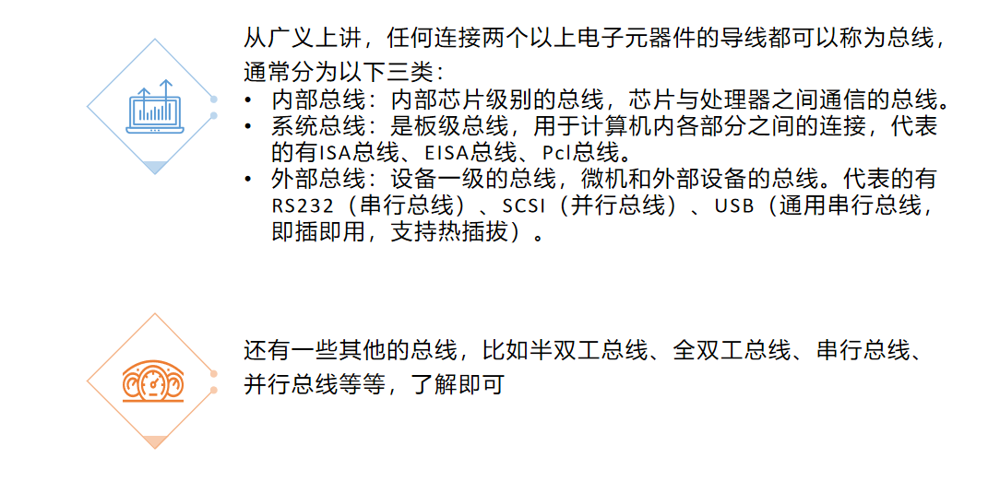 从广义上讲，任何连接两个以上电子元器件的导线都可以称为总线，
通常分为以下三类：
• 内部总线：内部芯片级别的总线，芯片与处理器之间通信的总线。
• 系统总线：是板级总线，用于计算机内各部分之间的连接，代表
的有ISA总线、EISA总线、Pcl总线。
• 外部总线：设备一级的总线，微机和外部设备的总线。代表的有
RS232（串行总线）、SCSI（并行总线）、USB（通用串行总线，
即插即用，支持热插拔）。
还有一些其他的总线，比如半双工总线、全双工总线、串行总线、
并行总线等等，了解即可